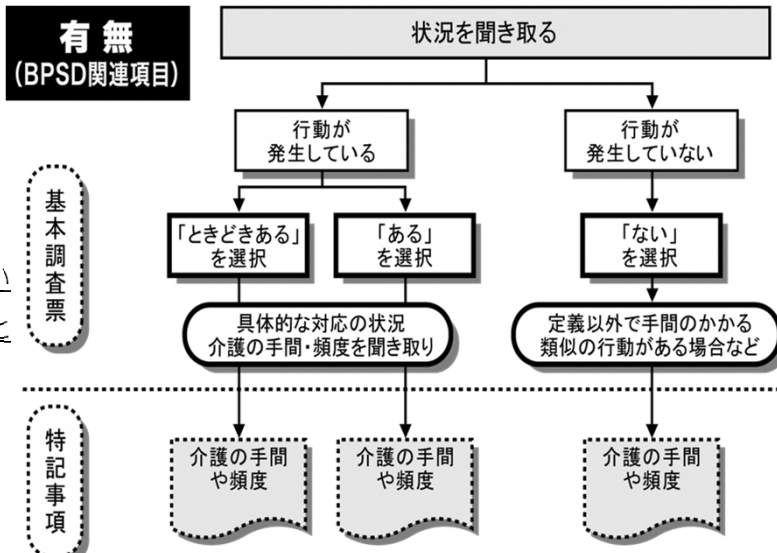 有無
(BPSD関連項目)
状況を聞き取る
行動が
発生している
行動が
発生していない
基本調査票
「ときどきある」
を選択
「ある」
を選択
「ない」
を選択
具体的な対応の状況
介護の手間・頻度を聞き取り
定義以外で手間のかかる
類似の行動がある場合など
特記事項
介護の手間
や頻度
介護の手間
や頻度
介護の手間
や頻度